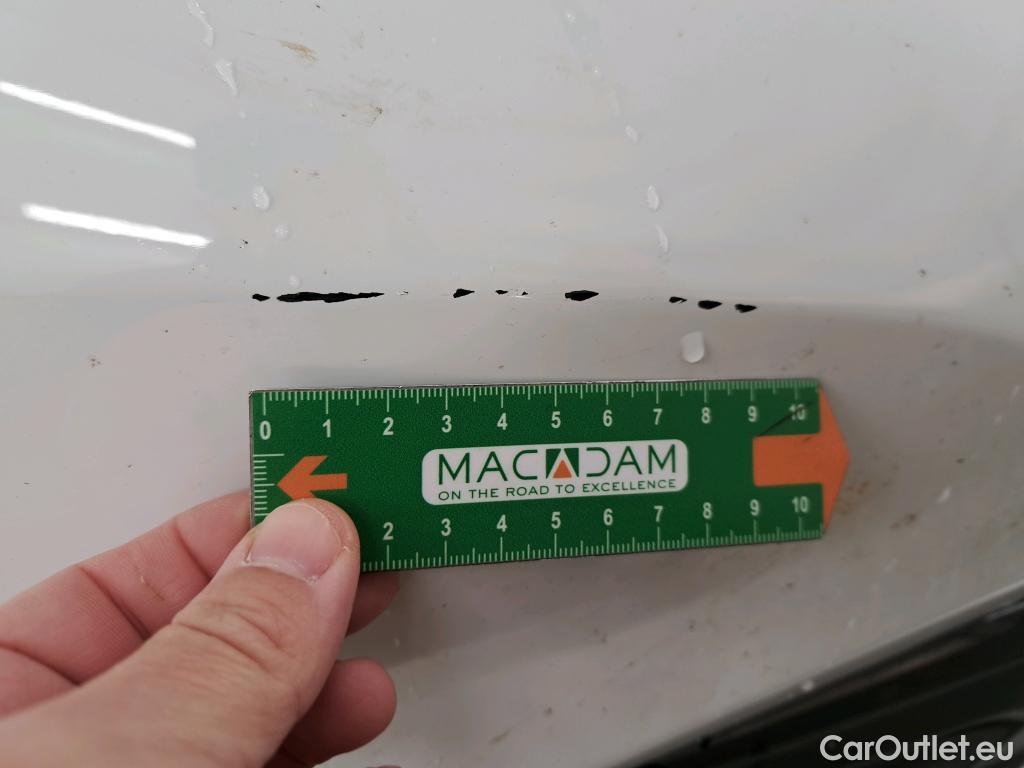 0 1 2 3 4 5 6 7 8 9 10
MACADAM
ON THE ROAD TO EXCELLENCE
2 3 4 5 6 7 8 9 10
CarOutlet.eu